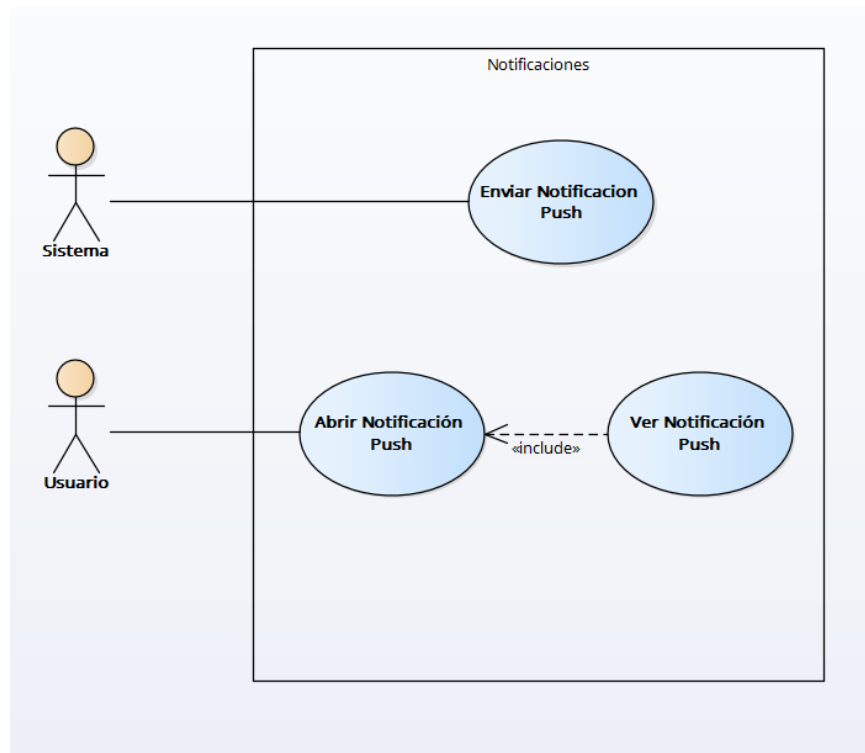 Notificaciones
Enviar Notificacion
Push
Sistema
Abrir Notificación
Push
«include»
Ver Notificación
Push
Usuario